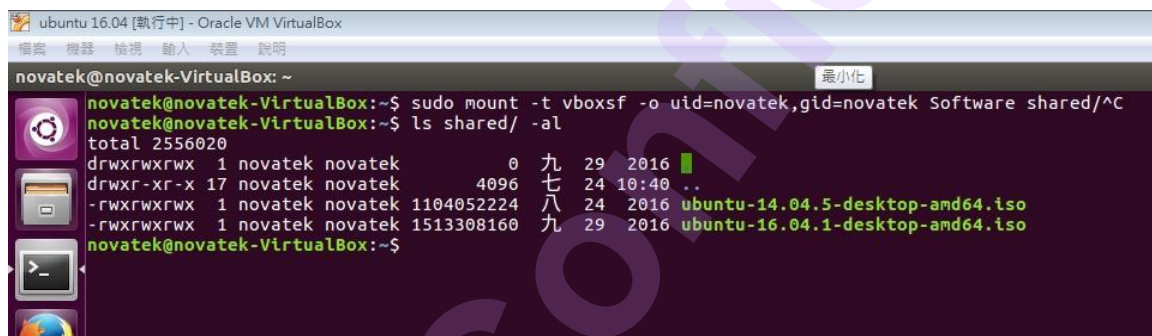 ubuntu 16.04 [執行中] - Oracle VM VirtualBox
檔案 機器 檢視 輸入 裝置 說明
novatek@novatek-VirtualBox: ~
最小化
novatek@novatek-VirtualBox:~$ sudo mount -t vboxsf -o uid=novatek,gid=novatek Software shared/^C
novatek@novatek-VirtualBox:~$ ls shared/ -al
total 2556020
drwxrwxrwx 1 novatek novatek 0 九 29 2016 .
drwxr-xr-x 17 novatek novatek 4096 七 24 10:40 ..
-rwxrwxrwx 1 novatek novatek 1104052224 八 24 2016 ubuntu-14.04.5-desktop-amd64.iso
-rwxrwxrwx 1 novatek novatek 1513308160 九 29 2016 ubuntu-16.04.1-desktop-amd64.iso
novatek@novatek-VirtualBox:~$